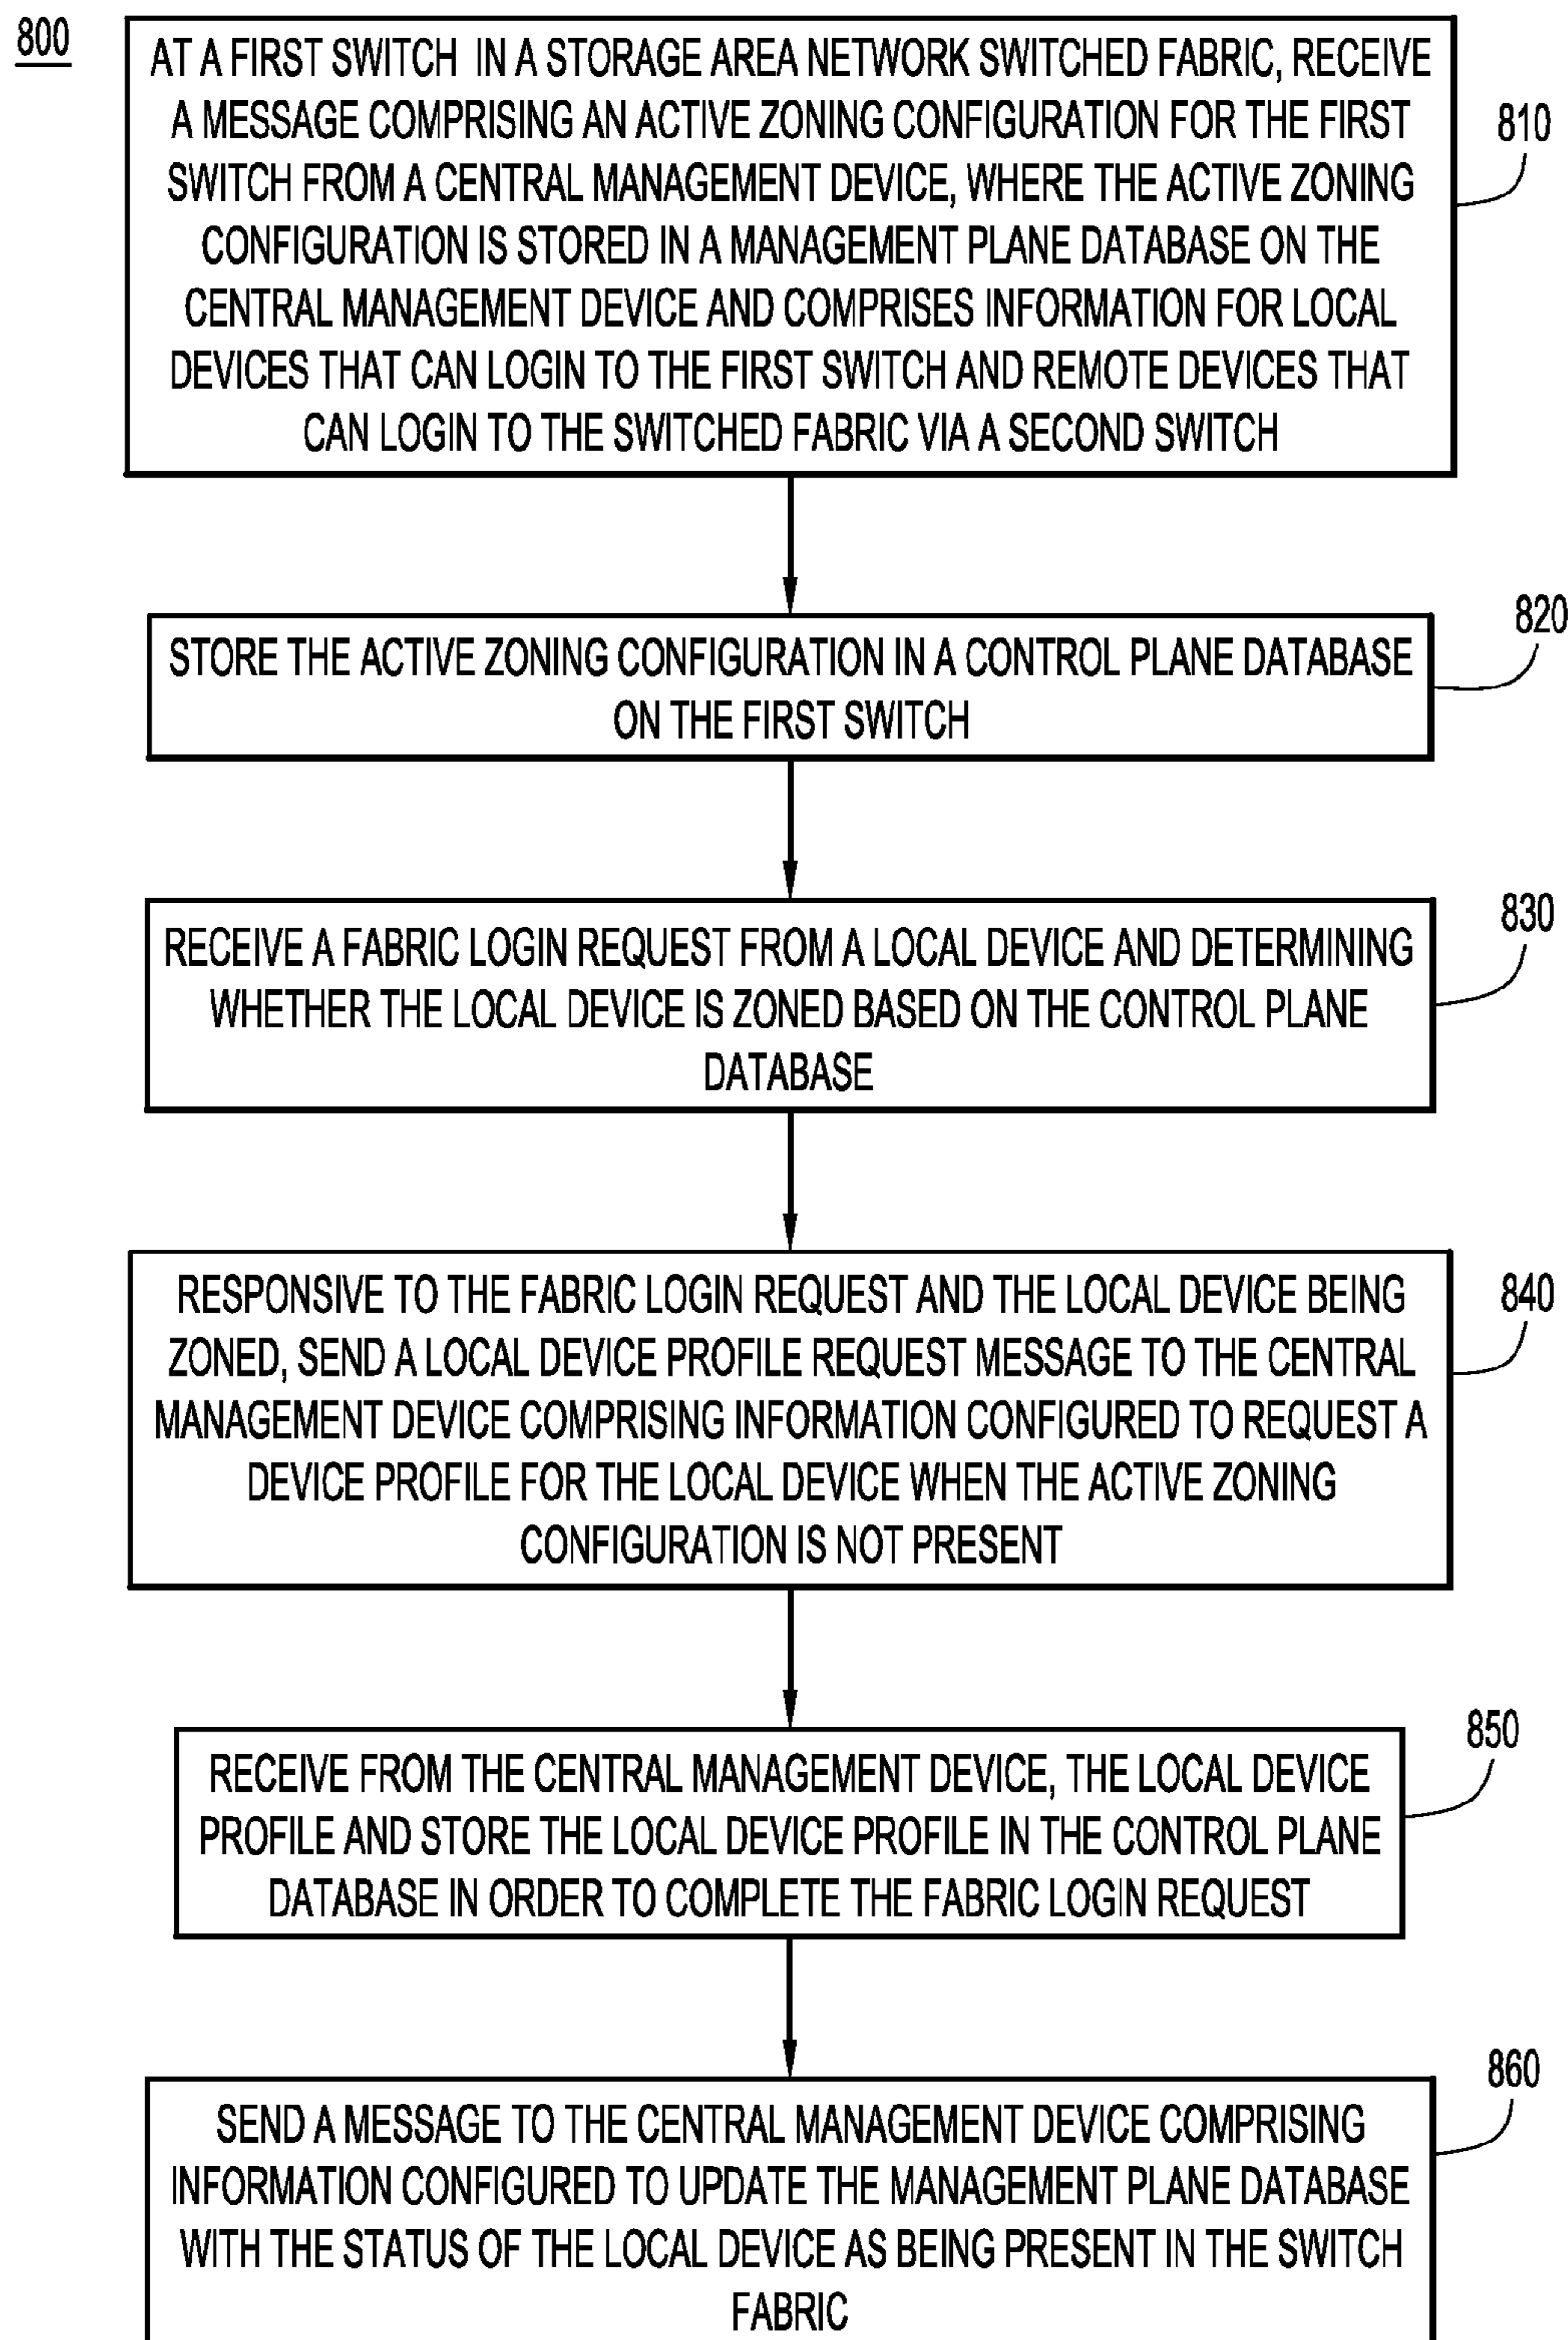 800
AT A FIRST SWITCH IN A STORAGE AREA NETWORK SWITCHED FABRIC, RECEIVE
A MESSAGE COMPRISING AN ACTIVE ZONING CONFIGURATION FOR THE FIRST
SWITCH FROM A CENTRAL MANAGEMENT DEVICE, WHERE THE ACTIVE ZONING
CONFIGURATION IS STORED IN A MANAGEMENT PLANE DATABASE ON THE
CENTRAL MANAGEMENT DEVICE AND COMPRISES INFORMATION FOR LOCAL
DEVICES THAT CAN LOGIN TO THE FIRST SWITCH AND REMOTE DEVICES THAT
CAN LOGIN TO THE SWITCHED FABRIC VIA A SECOND SWITCH
810
STORE THE ACTIVE ZONING CONFIGURATION IN A CONTROL PLANE DATABASE
ON THE FIRST SWITCH
820
RECEIVE A FABRIC LOGIN REQUEST FROM A LOCAL DEVICE AND DETERMINING
WHETHER THE LOCAL DEVICE IS ZONED BASED ON THE CONTROL PLANE
DATABASE
830
RESPONSIVE TO THE FABRIC LOGIN REQUEST AND THE LOCAL DEVICE BEING
ZONED, SEND A LOCAL DEVICE PROFILE REQUEST MESSAGE TO THE CENTRAL
MANAGEMENT DEVICE COMPRISING INFORMATION CONFIGURED TO REQUEST A
DEVICE PROFILE FOR THE LOCAL DEVICE WHEN THE ACTIVE ZONING
CONFIGURATION IS NOT PRESENT
840
RECEIVE FROM THE CENTRAL MANAGEMENT DEVICE, THE LOCAL DEVICE
PROFILE AND STORE THE LOCAL DEVICE PROFILE IN THE CONTROL PLANE
DATABASE IN ORDER TO COMPLETE THE FABRIC LOGIN REQUEST
850
SEND A MESSAGE TO THE CENTRAL MANAGEMENT DEVICE COMPRISING
INFORMATION CONFIGURED TO UPDATE THE MANAGEMENT PLANE DATABASE
WITH THE STATUS OF THE LOCAL DEVICE AS BEING PRESENT IN THE SWITCH
FABRIC
860